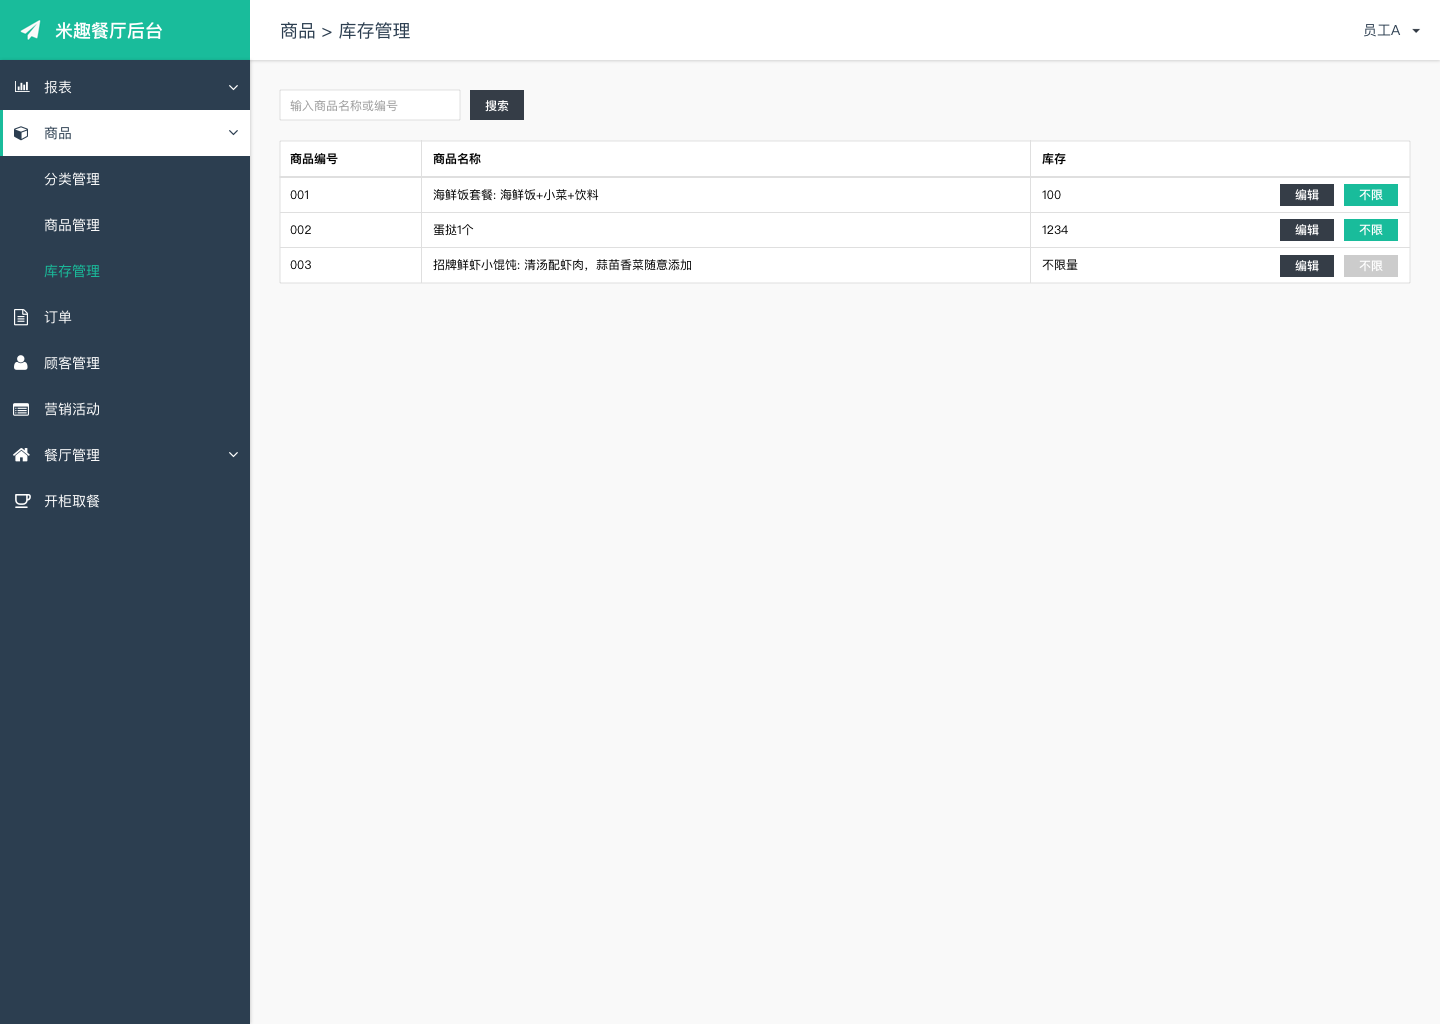 米趣餐厅后台
商品 > 库存管理
员工A
报表
商品
分类管理
商品管理
库存管理
订单
顾客管理
营销活动
餐厅管理
开柜取餐
输入商品名称或编号
搜索
商品编号 商品名称 库存
001 海鲜饭套餐: 海鲜饭+小菜+饮料 100 编辑 不限
002 蛋挞1个 1234 编辑 不限
003 招牌鲜虾小馄饨: 清汤配虾肉，蒜苗香菜随意添加 不限量 编辑 不限